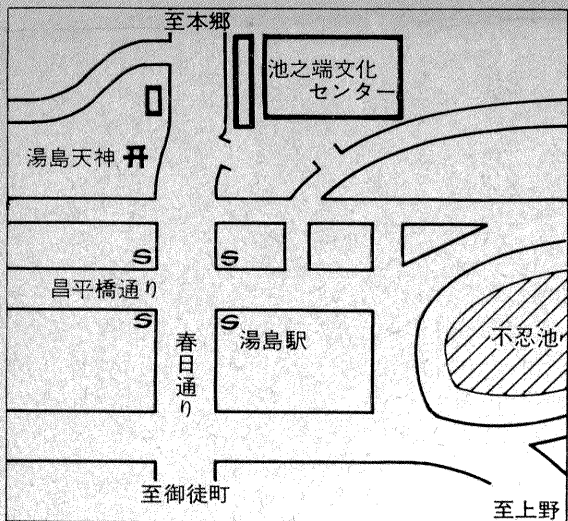 至本郷
池之端文化
センター
湯島天神
昌平橋通り
湯島駅
不忍池
春日通り
至御徒町
至上野